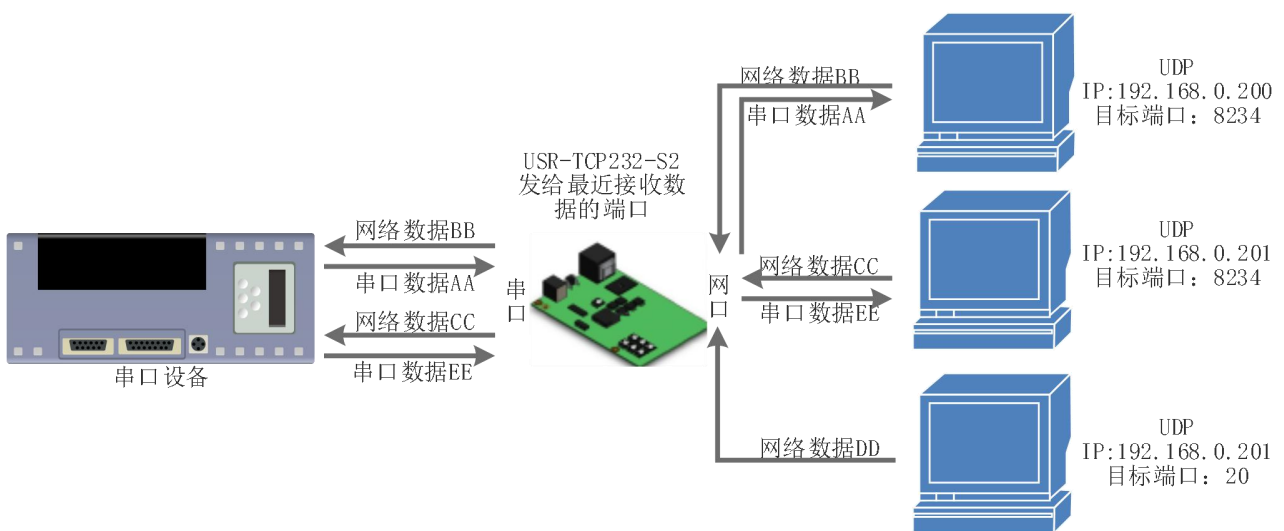 网络数据BB
串口数据AA
UDP
IP:192.168.0.200
目标端口：8234
USR-TCP232-S2
发给最近接收数
据的端口
网络数据BB
串口数据AA
网络数据CC
串口数据EE
串口设备
串口
网口
网络数据CC
串口数据EE
UDP
IP:192.168.0.201
目标端口：8234
网络数据DD
UDP
IP:192.168.0.201
目标端口：20